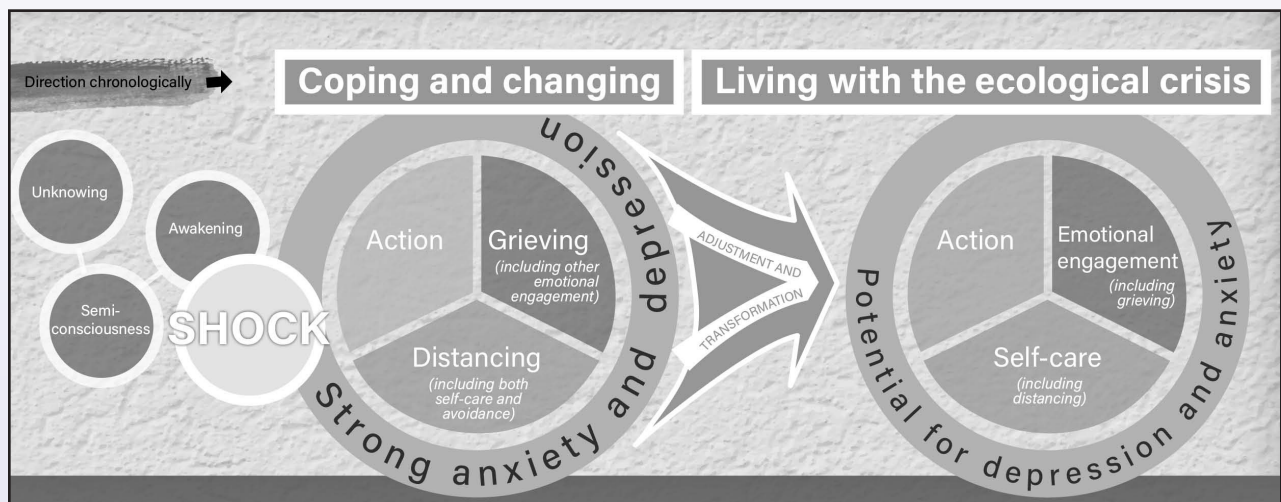 Direction chronologically
Coping and changing
Living with the ecological crisis
Unknowing
Semi-
consciousness
Awakening
SHOCK
Action
Grieving
(including other
emotional
engagement)
Distancing
(including both
self-care and
avoidance)
Strong anxiety and depression
ADJUSTMENT AND
TRANSFORMATION
Action
Emotional
engagement
(including
grieving)
Self-care
(including
distancing)
Potential for depression and anxiety